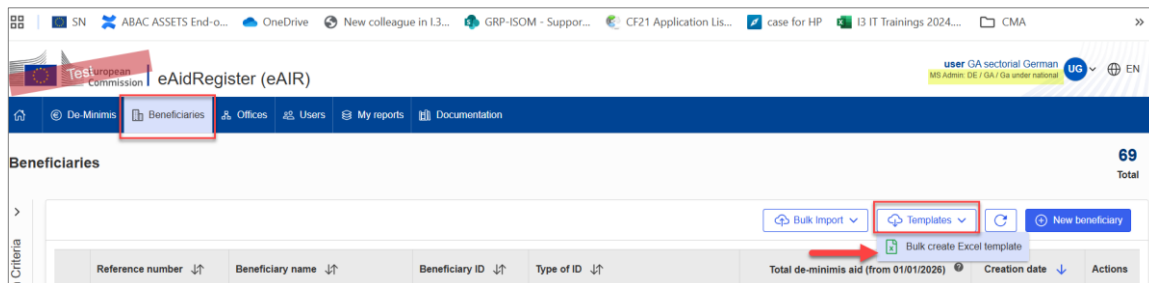 SN ABAC ASSETS End-o... OneDrive New colleague in I.3... GRP-ISOM - Suppor... CF21 Application Lis... case for HP I3 IT Trainings 2024.... CMA »
Test European Commission eAidRegister (eAIR)
user GA sectorial German
MS Admin: DE / GA / Ga under national
UG EN
De-Minimis Beneficiaries Offices Users My reports Documentation
Beneficiaries
69
Total
Bulk Import Templates New beneficiary
Bulk create Excel template
Criteria
Reference number Beneficiary name Beneficiary ID Type of ID Total de-minimis aid (from 01/01/2026) Creation date Actions